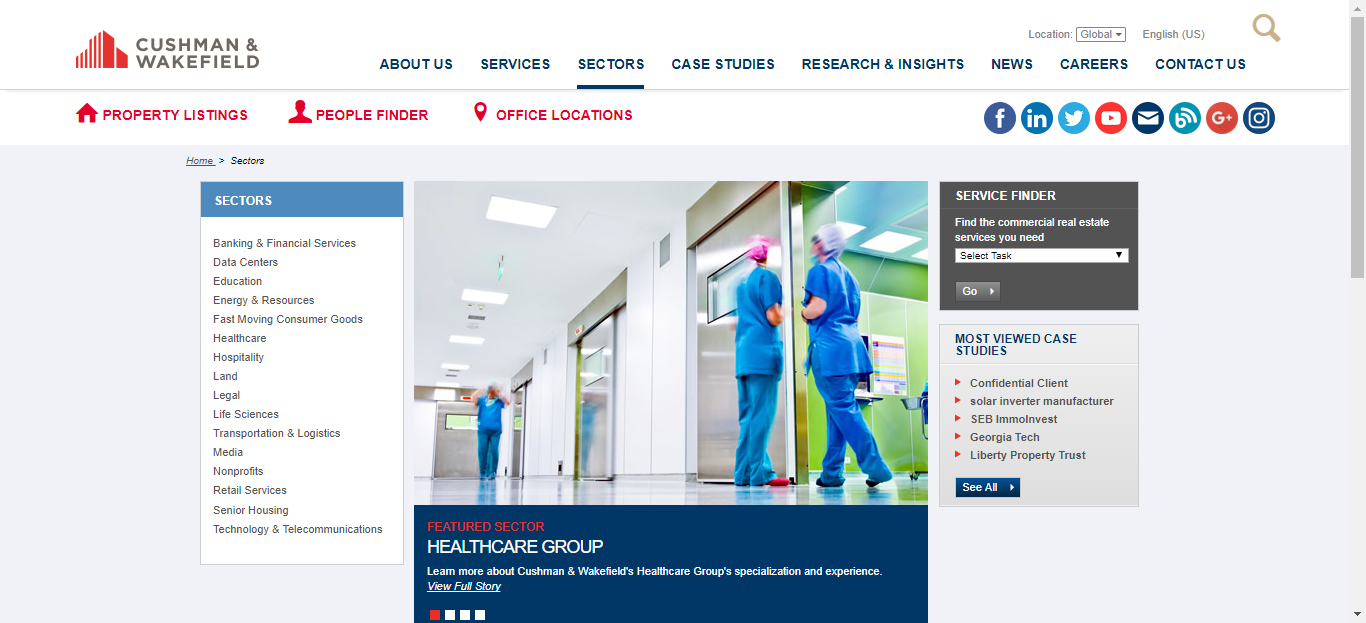 CUSHMAN &
WAKEFIELD
Location: Global
English (US)
ABOUT US
SERVICES
SECTORS
CASE STUDIES
RESEARCH & INSIGHTS
NEWS
CAREERS
CONTACT US
PROPERTY LISTINGS
PEOPLE FINDER
OFFICE LOCATIONS
Home > Sectors
SECTORS
Banking & Financial Services
Data Centers
Education
Energy & Resources
Fast Moving Consumer Goods
Healthcare
Hospitality
Land
Legal
Life Sciences
Transportation & Logistics
Media
Nonprofits
Retail Services
Senior Housing
Technology & Telecommunications
FEATURED SECTOR
HEALTHCARE GROUP
Learn more about Cushman & Wakefield's Healthcare Group's specialization and experience.
View Full Story
SERVICE FINDER
Find the commercial real estate
services you need
Select Task
Go
MOST VIEWED CASE
STUDIES
Confidential Client
solar inverter manufacturer
SEB ImmoInvest
Georgia Tech
Liberty Property Trust
See All